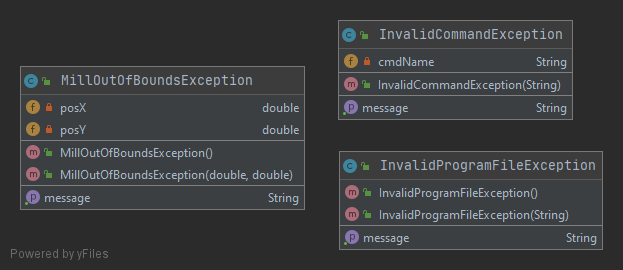 MillOutOfBoundsException
posX double
posY double
MillOutOfBoundsException()
MillOutOfBoundsException(double, double)
message String
InvalidCommandException
cmdName String
InvalidCommandException(String)
message String
InvalidProgramFileException
InvalidProgramFileException()
InvalidProgramFileException(String)
message String
Powered by yFiles